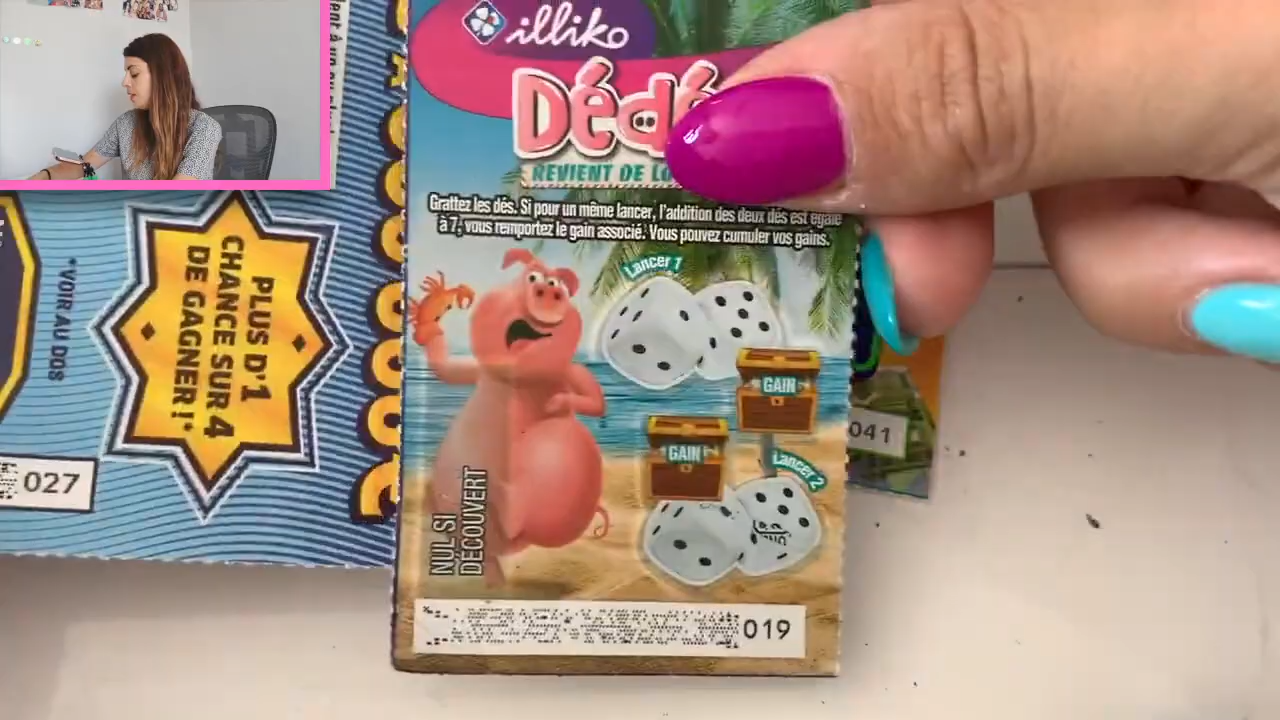 illiko
Dédé
REVIENT DE
Grattez les dés. Si pour un même lancer, l'addition des deux dés est égale
à 7, vous remportez le gain associé. Vous pouvez cumuler vos gains.
Lancer 1
GAIN
GAIN
Lancer 2
NUL SI
DÉCOUVERT
019
PLUS D'1
CHANCE SUR 4
DE GAGNER !*
*VOIR AU DOS
027
041